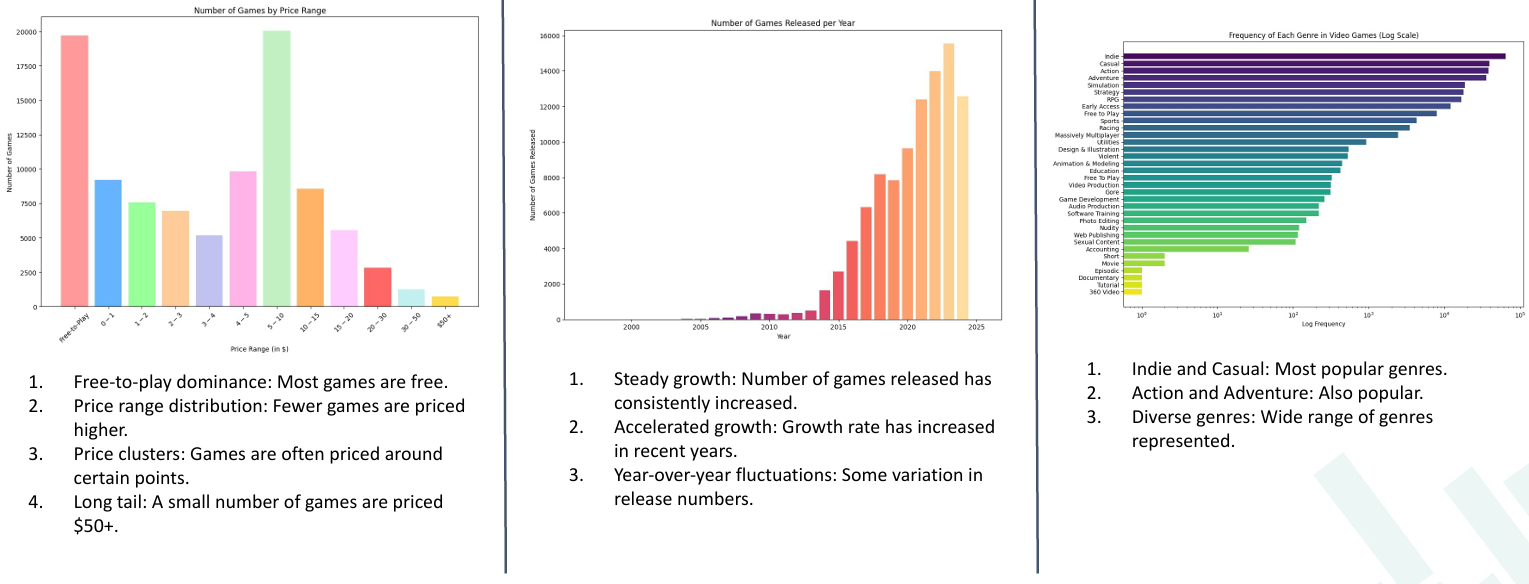 Number of Games by Price Range
Number of Games
20000
17500
15000
12500
10000
7500
5000
2500
0
Free-to-Play
0 − 1
1 − 2
2 − 3
3 − 4
4 − 5
5 − 10
10 − 15
15 − 20
20 − 30
30 − 50
$50+
Price Range (in $)
1. Free-to-play dominance: Most games are free.
2. Price range distribution: Fewer games are priced
higher.
3. Price clusters: Games are often priced around
certain points.
4. Long tail: A small number of games are priced
$50+.
Number of Games Released per Year
Number of Games Released
16000
14000
12000
10000
8000
6000
4000
2000
0
2000
2005
2010
2015
2020
2025
Year
1. Steady growth: Number of games released has
consistently increased.
2. Accelerated growth: Growth rate has increased
in recent years.
3. Year-over-year fluctuations: Some variation in
release numbers.
Frequency of Each Genre in Video Games (Log Scale)
Indie
Casual
Action
Adventure
Simulation
Strategy
RPG
Early Access
Free to Play
Sports
Racing
Massively Multiplayer
Utilities
Design & Illustration
Violent
Animation & Modeling
Education
Free To Play
Video Production
Gore
Game Development
Audio Production
Software Training
Photo Editing
Nudity
Web Publishing
Sexual Content
Accounting
Short
Movie
Episodic
Documentary
Tutorial
360 Video
10⁰
10¹
10²
10³
10⁴
10⁵
Log Frequency
1. Indie and Casual: Most popular genres.
2. Action and Adventure: Also popular.
3. Diverse genres: Wide range of genres
represented.